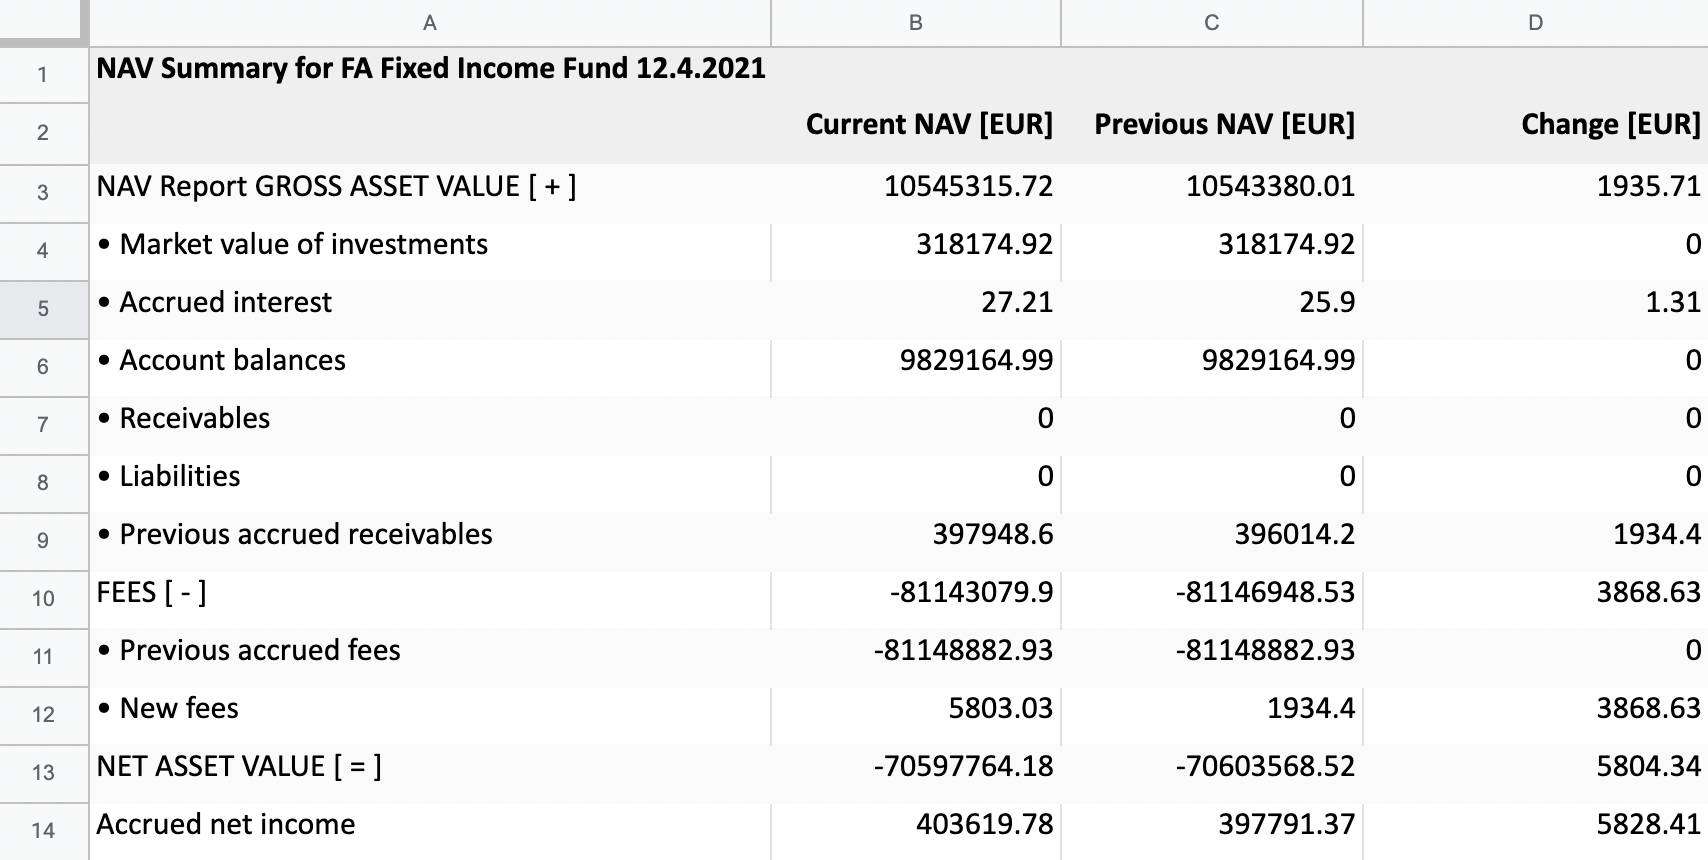 A B C D
1 NAV Summary for FA Fixed Income Fund 12.4.2021
2 Current NAV [EUR] Previous NAV [EUR] Change [EUR]
3 NAV Report GROSS ASSET VALUE [ + ] 10545315.72 10543380.01 1935.71
4 • Market value of investments 318174.92 318174.92 0
5 • Accrued interest 27.21 25.9 1.31
6 • Account balances 9829164.99 9829164.99 0
7 • Receivables 0 0 0
8 • Liabilities 0 0 0
9 • Previous accrued receivables 397948.6 396014.2 1934.4
10 FEES [ - ] -81143079.9 -81146948.53 3868.63
11 • Previous accrued fees -81148882.93 -81148882.93 0
12 • New fees 5803.03 1934.4 3868.63
13 NET ASSET VALUE [ = ] -70597764.18 -70603568.52 5804.34
14 Accrued net income 403619.78 397791.37 5828.41